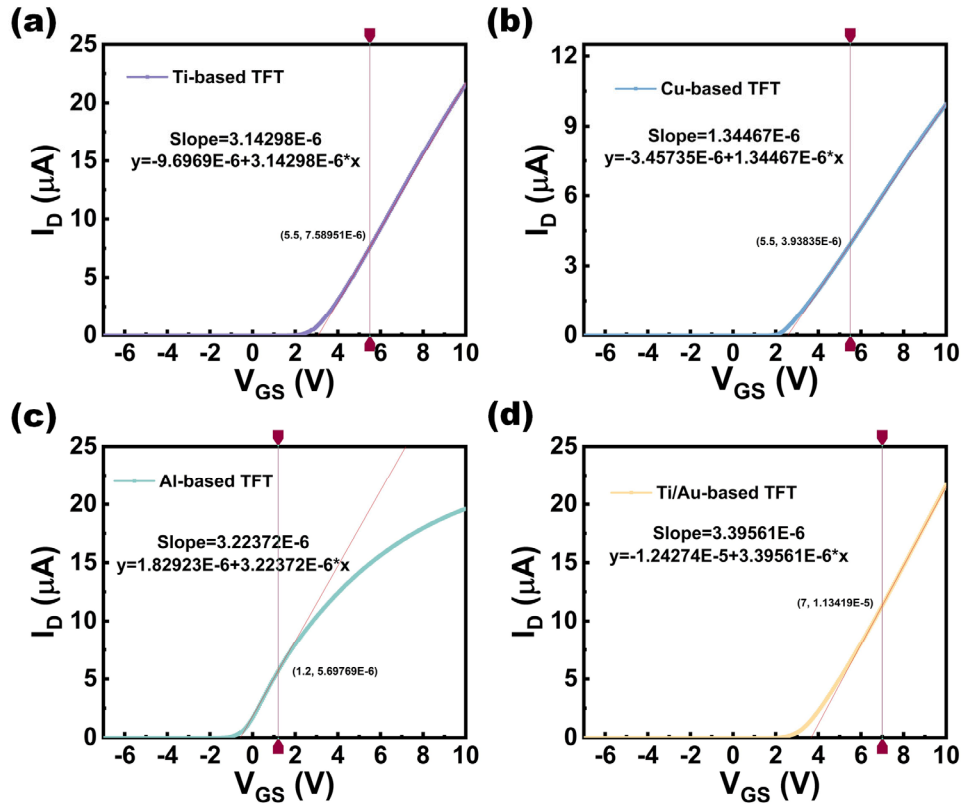 (a)
25
20
15
10
5
0
I_D (μA)
Ti-based TFT
Slope=3.14298E-6
y=-9.6969E-6+3.14298E-6*x
(5.5, 7.58951E-6)
-6 -4 -2 0 2 4 6 8 10
V_GS (V)
(b)
12
9
6
3
0
I_D (μA)
Cu-based TFT
Slope=1.34467E-6
y=-3.45735E-6+1.34467E-6*x
(5.5, 3.93835E-6)
-6 -4 -2 0 2 4 6 8 10
V_GS (V)
(c)
25
20
15
10
5
0
I_D (μA)
Al-based TFT
Slope=3.22372E-6
y=1.82923E-6+3.22372E-6*x
(1.2, 5.69769E-6)
-6 -4 -2 0 2 4 6 8 10
V_GS (V)
(d)
25
20
15
10
5
0
I_D (μA)
Ti/Au-based TFT
Slope=3.39561E-6
y=-1.24274E-5+3.39561E-6*x
(7, 1.13419E-5)
-6 -4 -2 0 2 4 6 8 10
V_GS (V)